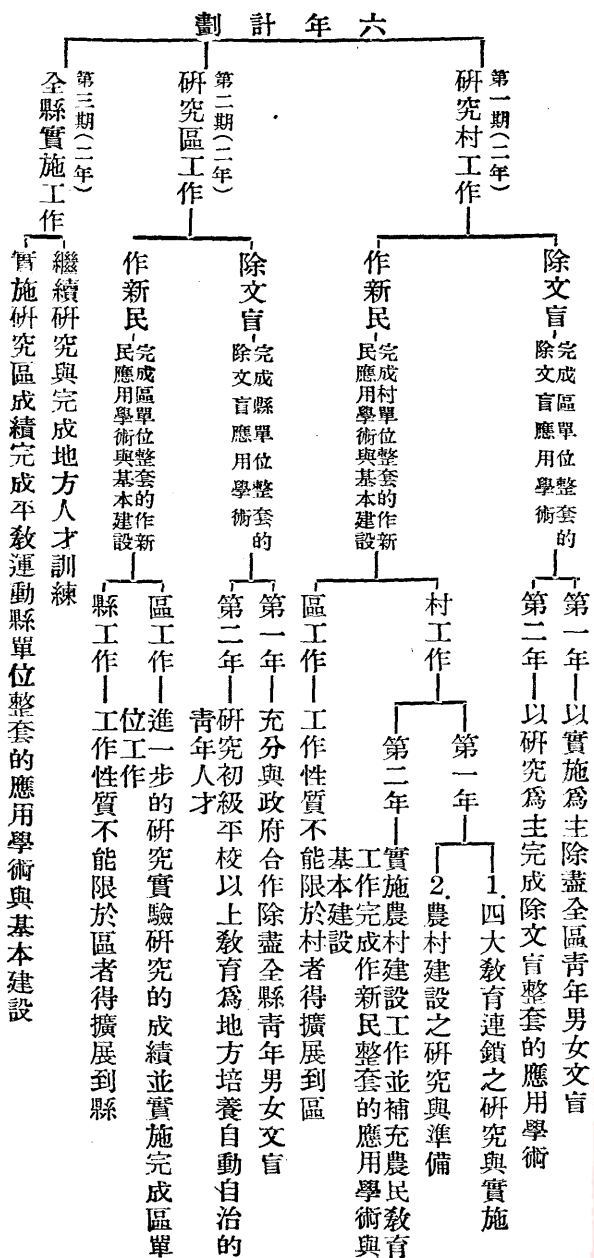 六年計劃
第一期(二年)
研究村工作
除文盲
完成區單位整套的
除文盲應用學術
第一年—以實施爲主除盡全區靑年男女文盲
第二年—以研究爲主完成除文盲整套的應用學術
作新民
完成村單位整套的作新
民應用學術與基本建設
村工作
第一年
1.四大敎育連鎖之研究與實施
2.農村建設之研究與準備
第二年
實施農村建設工作並補充農民敎育
工作完成作新民整套的應用學術與
基本建設
區工作—工作性質不能限於村者得擴展到區
第二期(二年)
研究區工作
除文盲
完成縣單位整套的
除文盲應用學術
第一年—充分與政府合作除盡全縣靑年男女文盲
第二年—研究初級平校以上敎育爲地方培養自動自治的
靑年人才
作新民
完成區單位整套的作新
民應用學術與基本建設
區工作—進一步的研究實驗研究的成績並實施完成區單
位工作
縣工作—工作性質不能限於區者得擴展到縣
第三期(二年)
全縣實施工作
繼續研究與完成地方人才訓練
實施研究區成績完成平敎運動縣單位整套的應用學術與基本建設